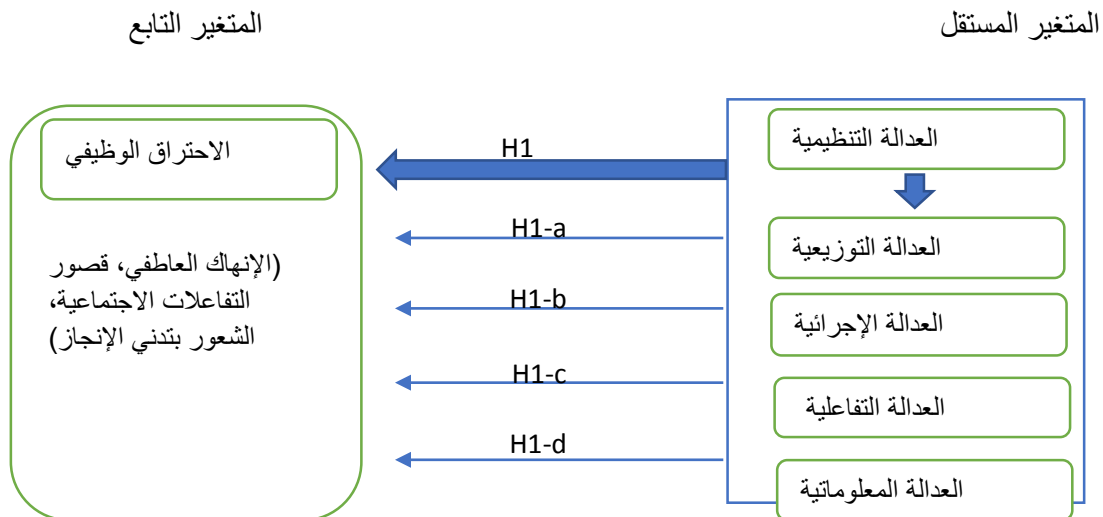 المتغير المستقل
المتغير التابع
العدالة التنظيمية
H1
الاحتراق الوظيفي
العدالة التوزيعية
H1-a
(الإنهاك العاطفي، قصور
التفاعلات الاجتماعية،
الشعور بتدني الإنجاز)
العدالة الإجرائية
H1-b
العدالة التفاعلية
H1-c
العدالة المعلوماتية
H1-d